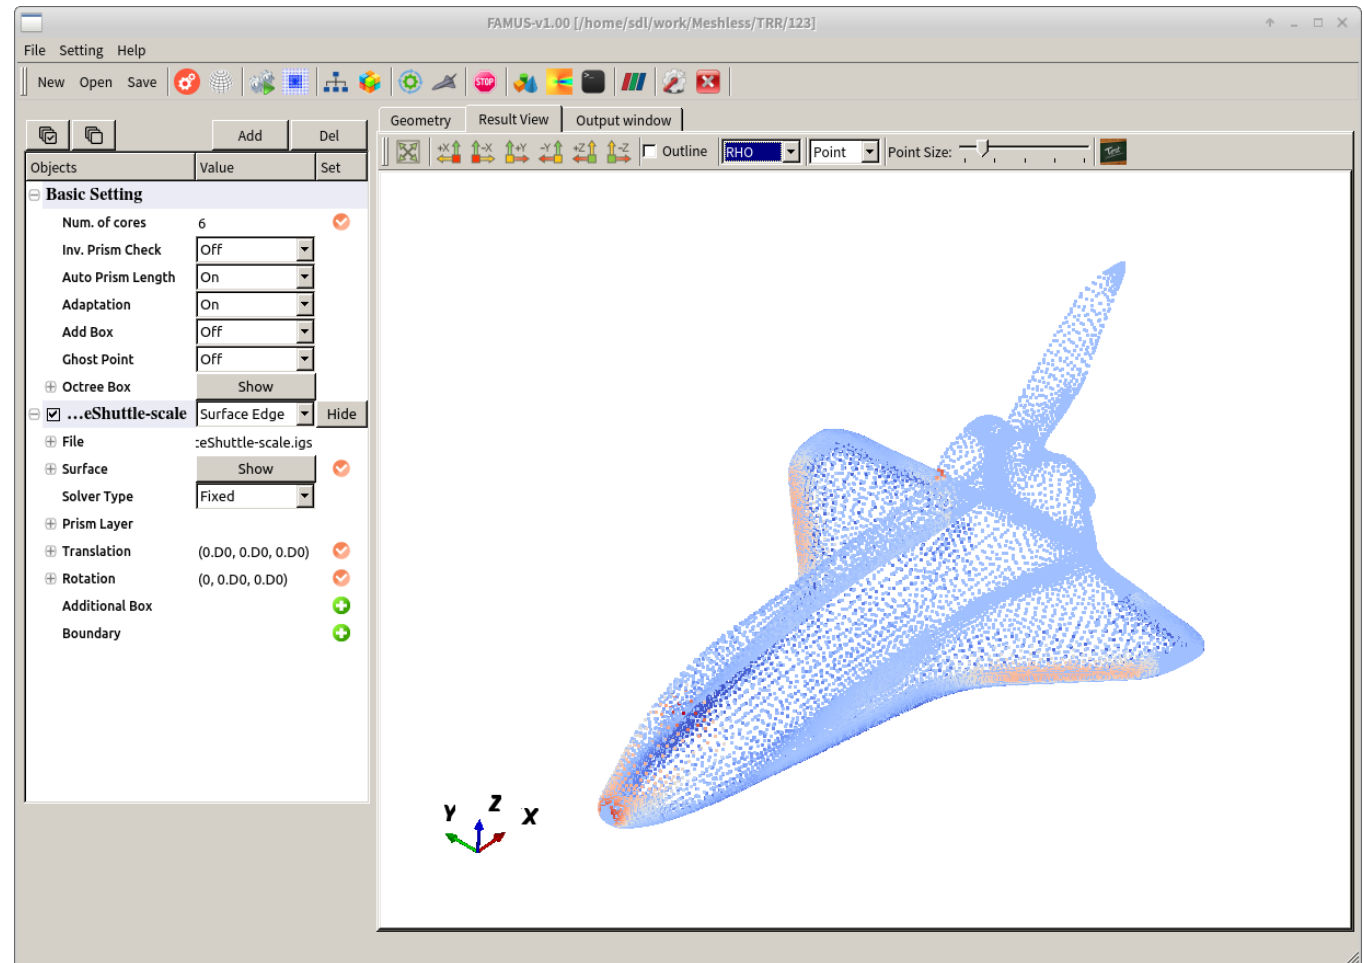 FAMUS-v1.00 [/home/sdl/work/Meshless/TRR/123]
File Setting Help
New Open Save STOP
Geometry Result View Output window
Add Del
Outline RHO Point Point Size: Test
Objects Value Set
Basic Setting
Num. of cores 6
Inv. Prism Check Off
Auto Prism Length On
Adaptation On
Add Box Off
Ghost Point Off
Octree Box Show
...eShuttle-scale Surface Edge Hide
File ceShuttle-scale.igs
Surface Show
Solver Type Fixed
Prism Layer
Translation (0.D0, 0.D0, 0.D0)
Rotation (0, 0.D0, 0.D0)
Additional Box
Boundary
+X -X +Y -Y +Z -Z
Y Z X